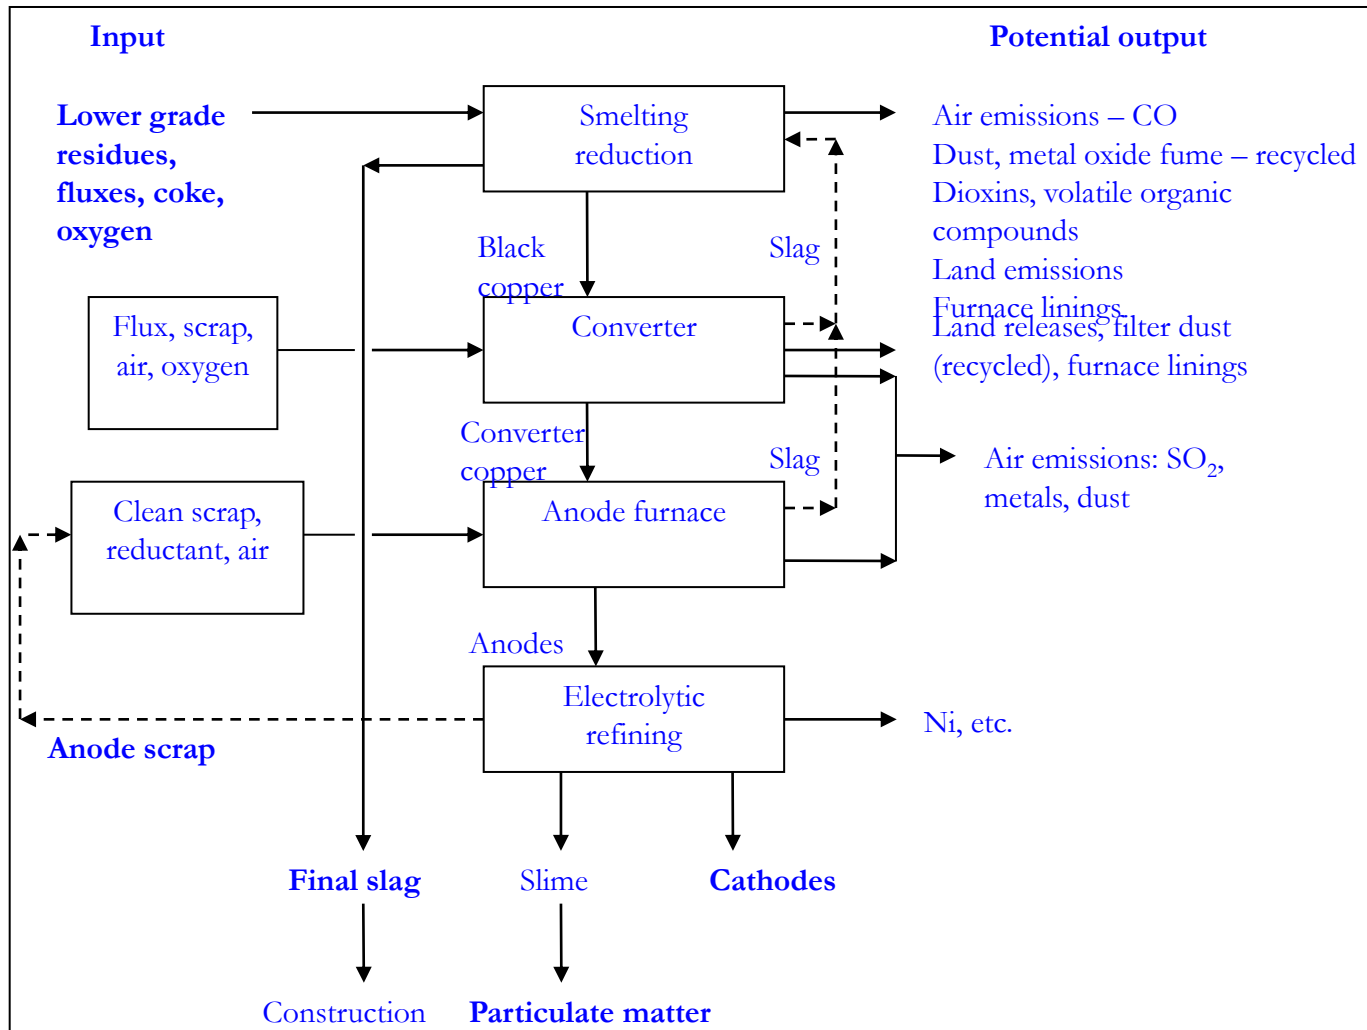 Input
Potential output
Lower grade
residues,
fluxes, coke,
oxygen
Smelting
reduction
Air emissions – CO
Dust, metal oxide fume – recycled
Dioxins, volatile organic
compounds
Land emissions
Furnace linings
Black
copper
Slag
Flux, scrap,
air, oxygen
Converter
Land releases, filter dust
(recycled), furnace linings
Converter
copper
Slag
Air emissions: SO₂,
metals, dust
Clean scrap,
reductant, air
Anode furnace
Anodes
Electrolytic
refining
Ni, etc.
Anode scrap
Final slag
Slime
Cathodes
Construction
Particulate matter